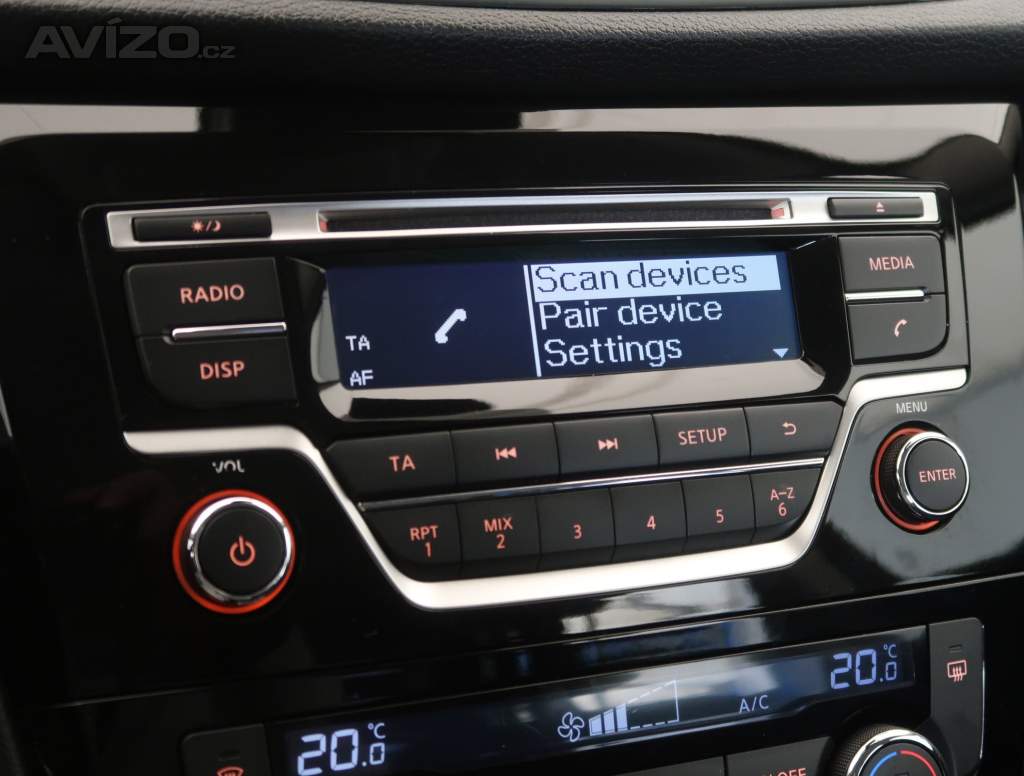 AVÍZO.cz
RADIO
DISP
TA
AF
Scan devices
Pair device
Settings
MEDIA
MENU
ENTER
VOL
TA
SETUP
RPT
1
MIX
2
3
4
5
A-Z
6
20.0 °C
A/C
20.0 °C